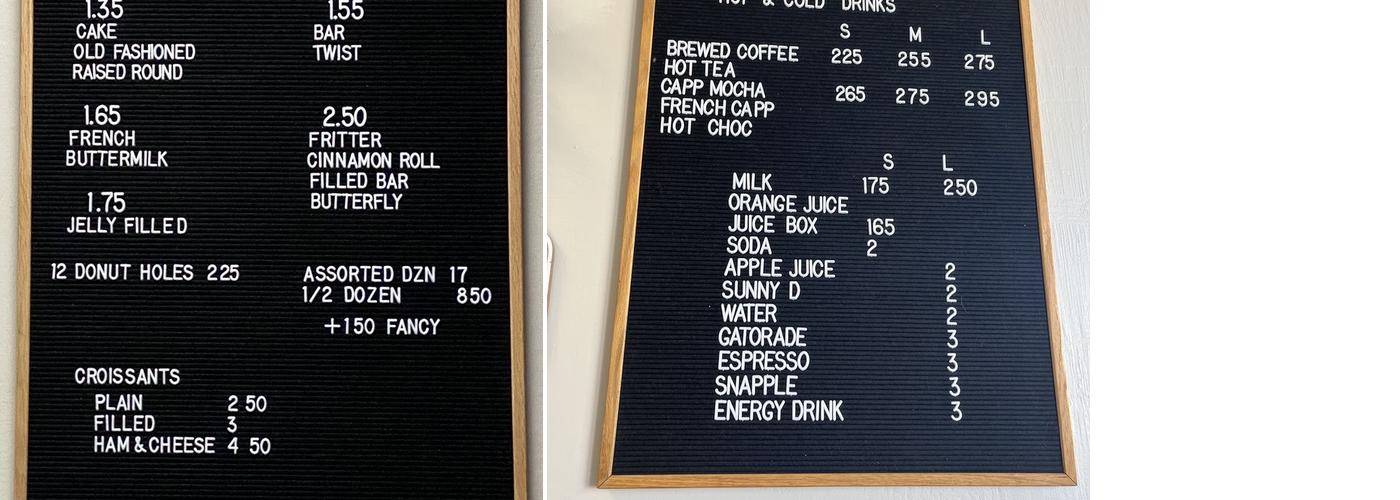 1.35
CAKE
OLD FASHIONED
RAISED ROUND
1.65
FRENCH
BUTTERMILK
1.75
JELLY FILLED
12 DONUT HOLES 225
1.55
BAR
TWIST
2.50
FRITTER
CINNAMON ROLL
FILLED BAR
BUTTERFLY
ASSORTED DZN 17
1/2 DOZEN 850
+150 FANCY
CROISSANTS
PLAIN 2 50
FILLED 3
HAM & CHEESE 4 50
HOT & COLD DRINKS
S M L
BREWED COFFEE 225 255 275
HOT TEA
CAPP MOCHA 265 275 295
FRENCH CAPP
HOT CHOC
S L
MILK 175 250
ORANGE JUICE
JUICE BOX 165
SODA 2
APPLE JUICE 2
SUNNY D 2
WATER 2
GATORADE 3
ESPRESSO 3
SNAPPLE 3
ENERGY DRINK 3